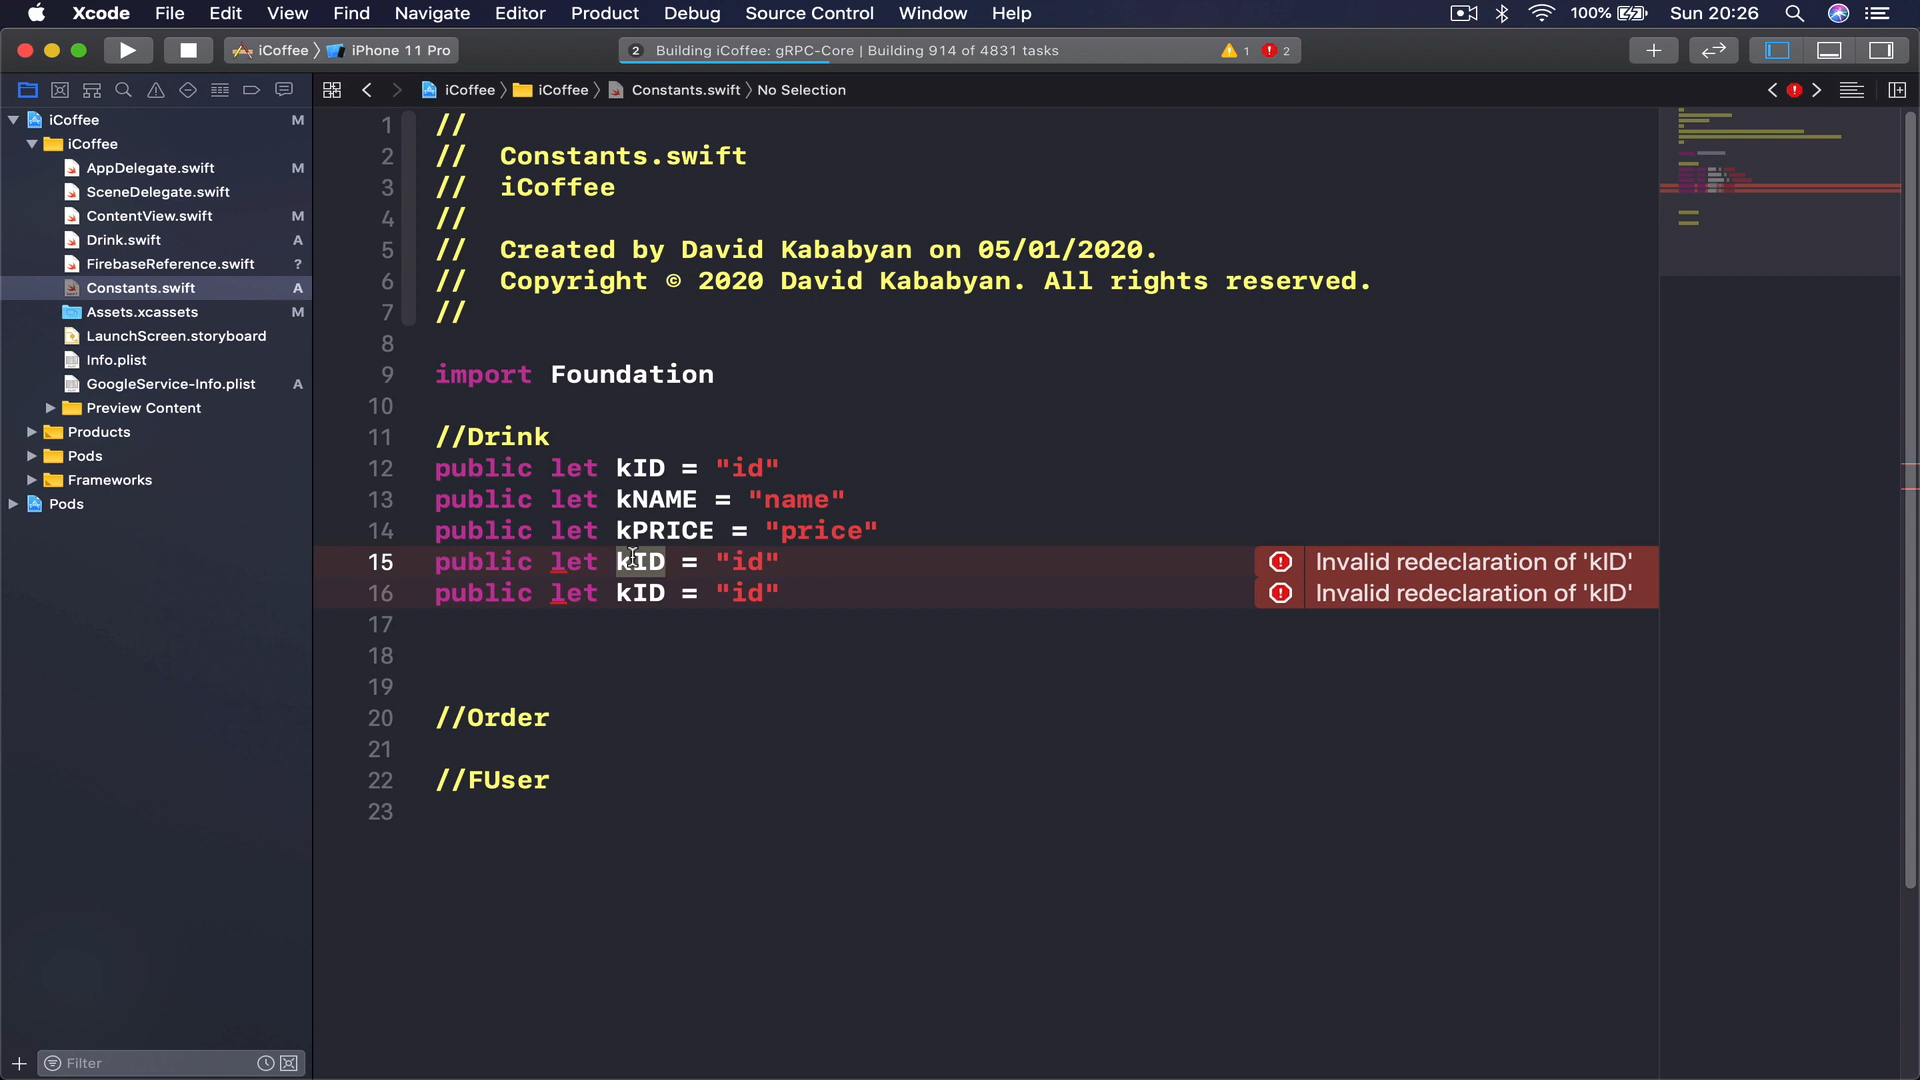 Xcode File Edit View Find Navigate Editor Product Debug Source Control Window Help 100% Sun 20:26
iCoffee iPhone 11 Pro 2 Building iCoffee: gRPC-Core | Building 914 of 4831 tasks 1 2
iCoffee iCoffee Constants.swift No Selection
iCoffee M
iCoffee
AppDelegate.swift M
SceneDelegate.swift
ContentView.swift M
Drink.swift A
FirebaseReference.swift ?
Constants.swift A
Assets.xcassets M
LaunchScreen.storyboard
Info.plist
GoogleService-Info.plist A
Preview Content
Products
Pods
Frameworks
Pods
Filter
1 //
2 // Constants.swift
3 // iCoffee
4 //
5 // Created by David Kababyan on 05/01/2020.
6 // Copyright © 2020 David Kababyan. All rights reserved.
7 //
8
9 import Foundation
10
11 //Drink
12 public let kID = "id"
13 public let kNAME = "name"
14 public let kPRICE = "price"
15 public let kID = "id" Invalid redeclaration of 'kID'
16 public let kID = "id" Invalid redeclaration of 'kID'
17
18
19
20 //Order
21
22 //FUser
23